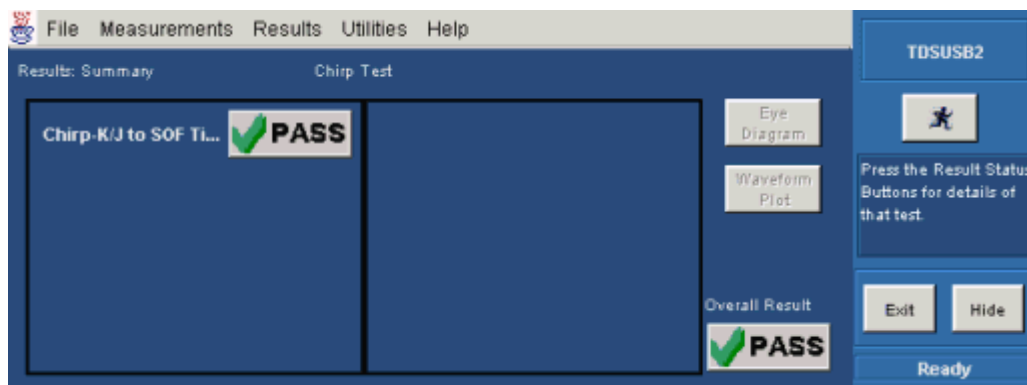 File Measurements Results Utilities Help
Results: Summary Chirp Test
Chirp-K/J to SOF Ti... PASS
Eye
Diagram
Waveform
Plot
Overall Result
PASS
TDSUSB2
Press the Result Status
Buttons for details of
that test.
Exit Hide
Ready